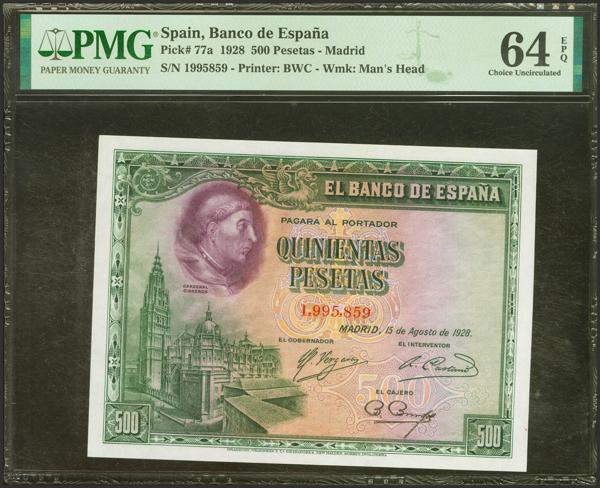 PMG
PAPER MONEY GUARANTY
Spain, Banco de España
Pick# 77a 1928 500 Pesetas - Madrid
S/N 1995859 - Printer: BWC - Wmk: Man's Head
64 EPQ
Choice Uncirculated
EL BANCO DE ESPAÑA
PAGARÁ AL PORTADOR
QUINIENTAS
PESETAS
CARDENAL
CISNEROS
1,995,859
MADRID, 15 de Agosto de 1928.
EL GOBERNADOR
EL INTERVENTOR
500
EL CAJERO
500
500